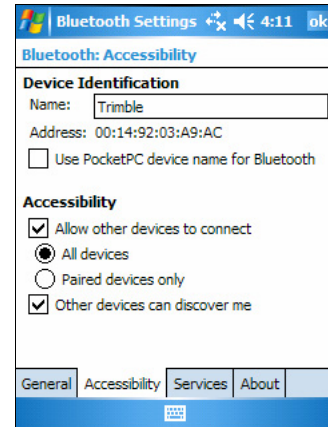 Bluetooth Settings 4:11 ok
Bluetooth: Accessibility
Device Identification
Name: Trimble
Address: 00:14:92:03:A9:AC
Use PocketPC device name for Bluetooth
Accessibility
Allow other devices to connect
All devices
Paired devices only
Other devices can discover me
General Accessibility Services About